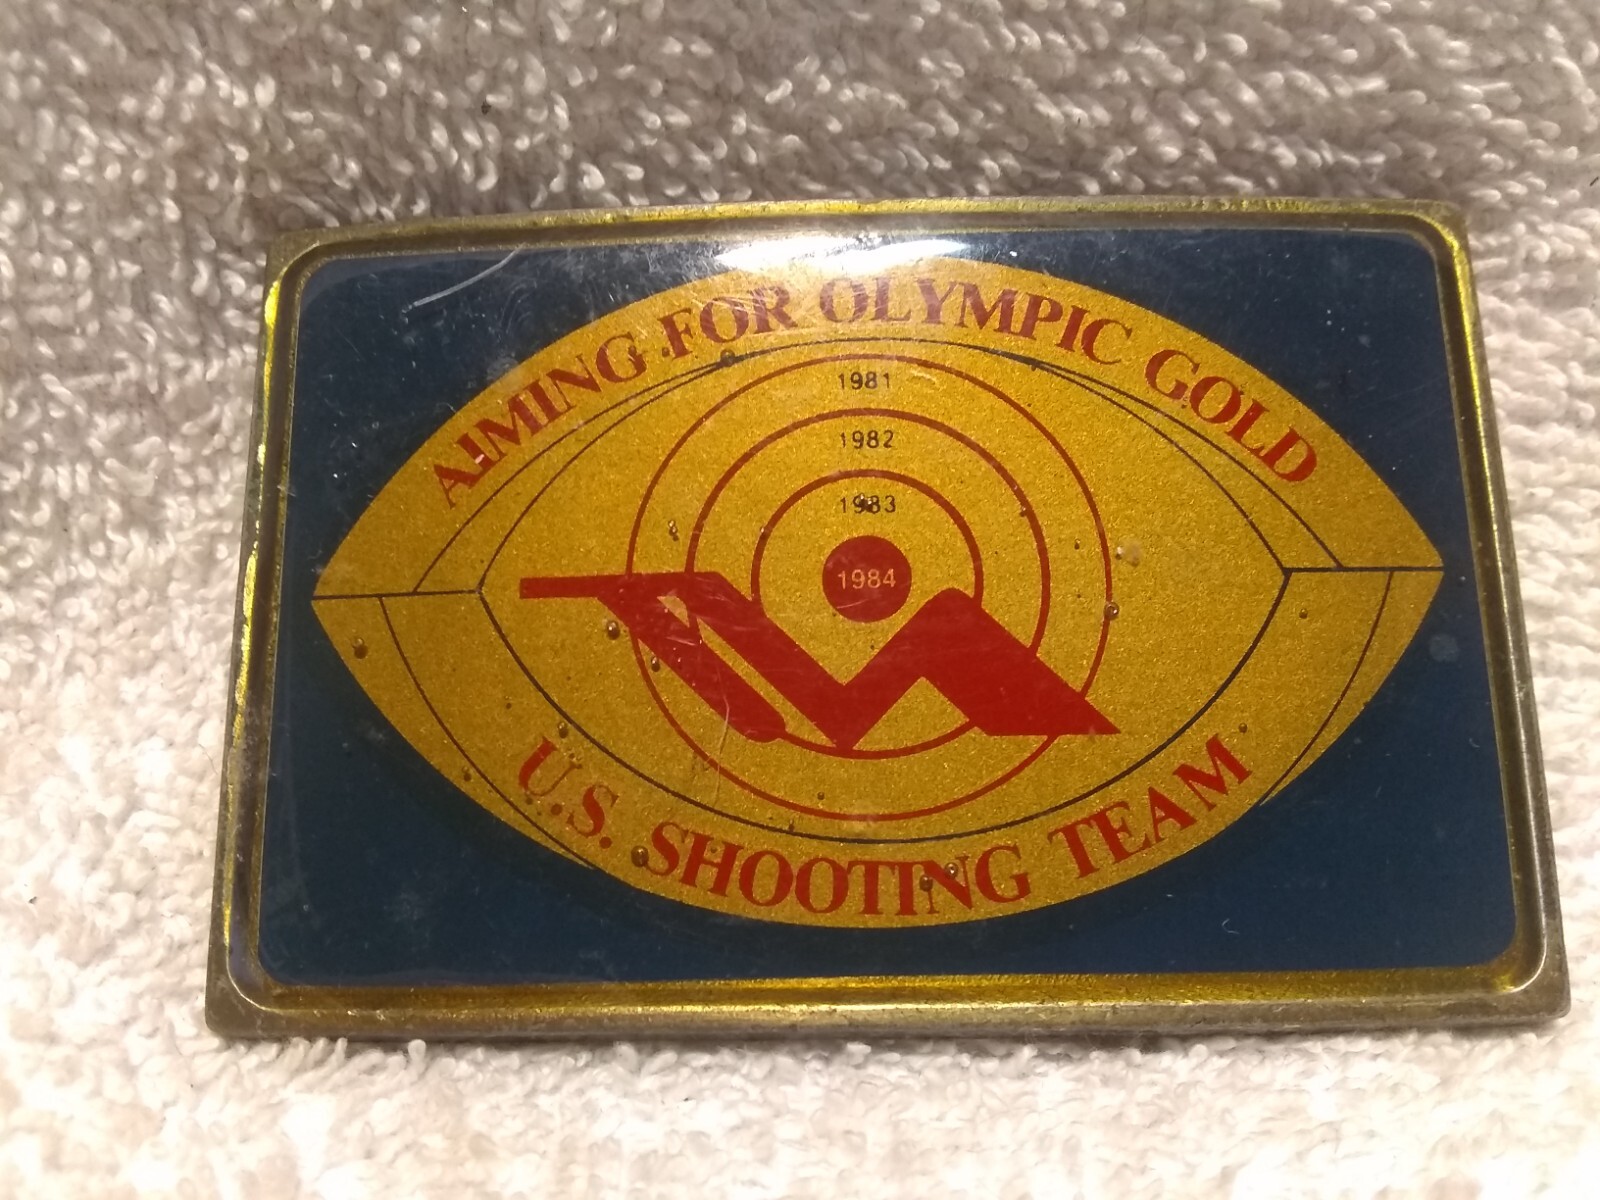 AIMING FOR OLYMPIC GOLD
1981
1982
1983
1984
U.S. SHOOTING TEAM